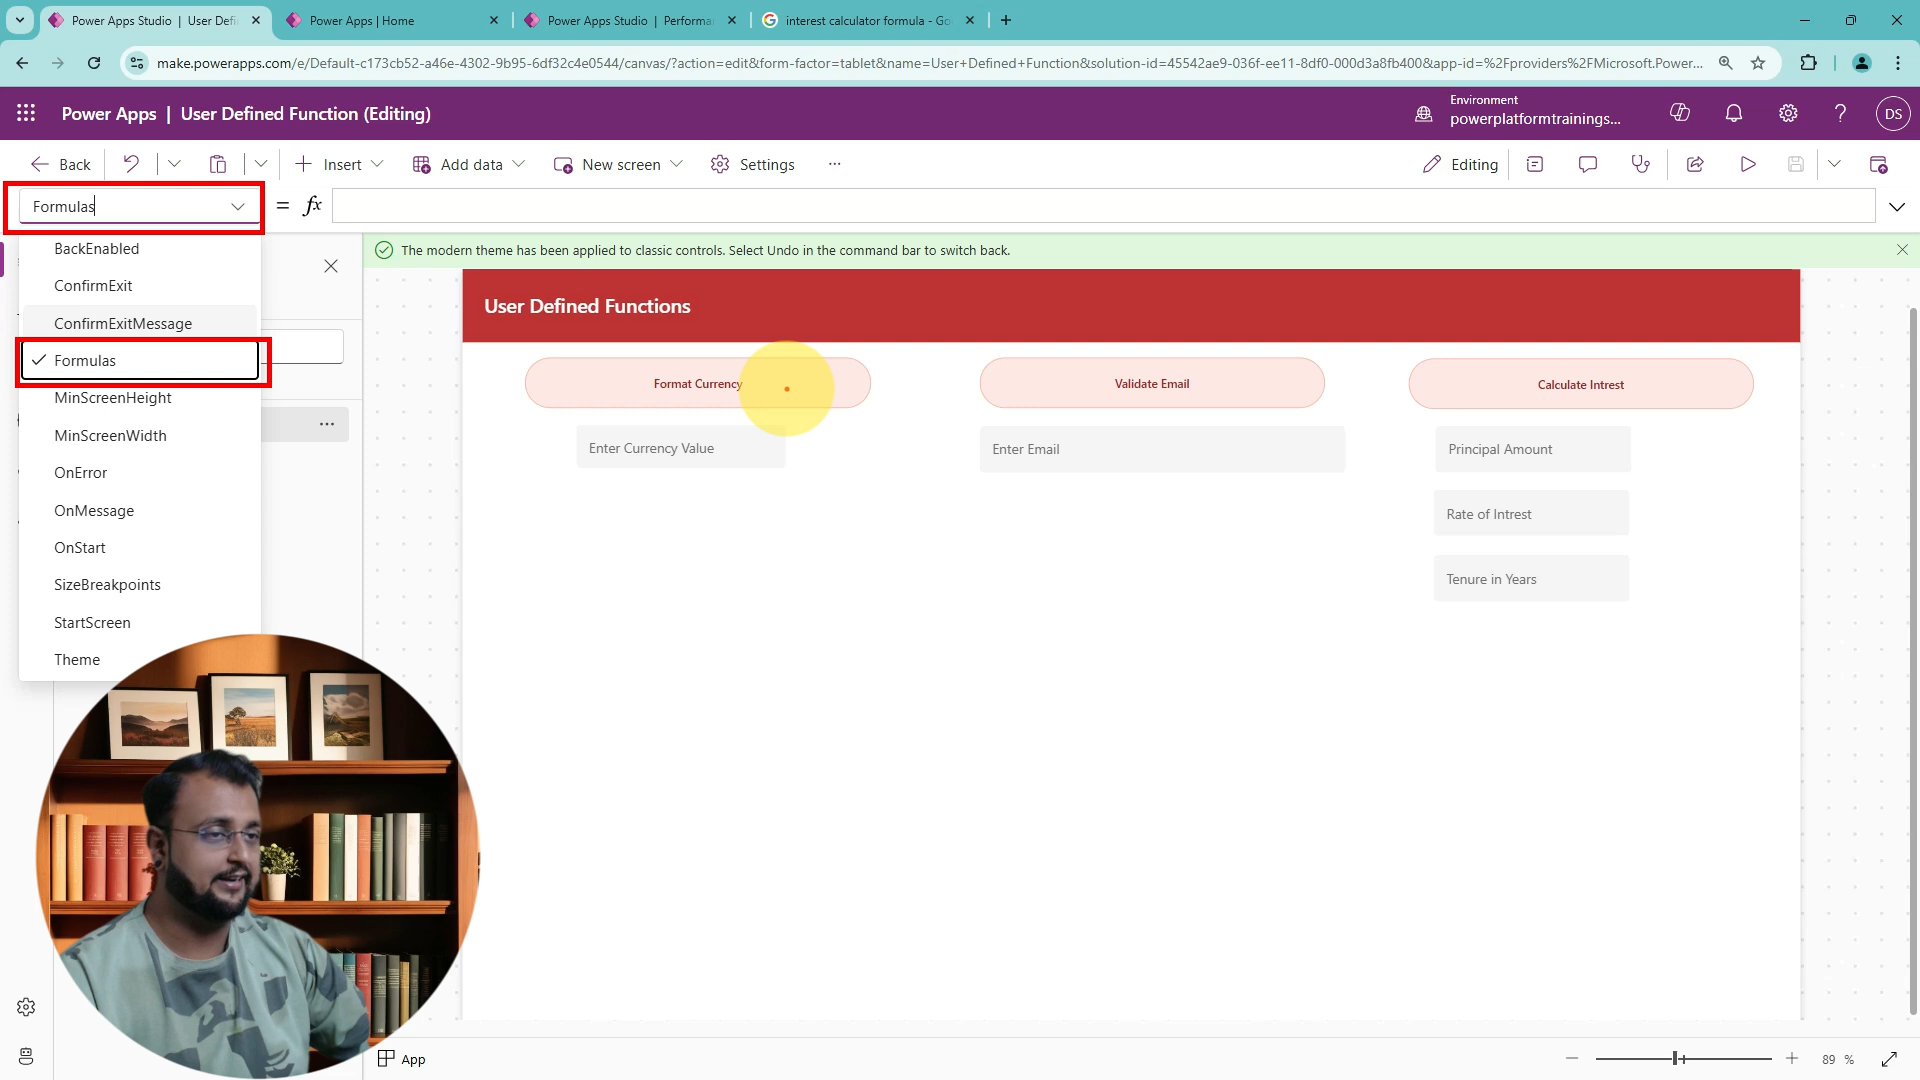 Power Apps Studio | User Defi
Power Apps | Home
Power Apps Studio | Performa
interest calculator formula - Go
make.powerapps.com/e/Default-c173cb52-a46e-4302-9b95-6df32c4e0544/canvas/?action=edit&form-factor=tablet&name=User+Defined+Function&solution-id=45542ae9-036f-ee11-8df0-000d3a8fb400&app-id=%2Fproviders%2FMicrosoft.Power...
Power Apps | User Defined Function (Editing)
Environment
powerplatformtrainings...
DS
Back
Insert
Add data
New screen
Settings
...
Editing
Formulas
= fx
BackEnabled
ConfirmExit
ConfirmExitMessage
Formulas
MinScreenHeight
MinScreenWidth
OnError
OnMessage
OnStart
SizeBreakpoints
StartScreen
Theme
The modern theme has been applied to classic controls. Select Undo in the command bar to switch back.
User Defined Functions
Format Currency
Validate Email
Calculate Intrest
Enter Currency Value
Enter Email
Principal Amount
Rate of Intrest
Tenure in Years
App
89 %